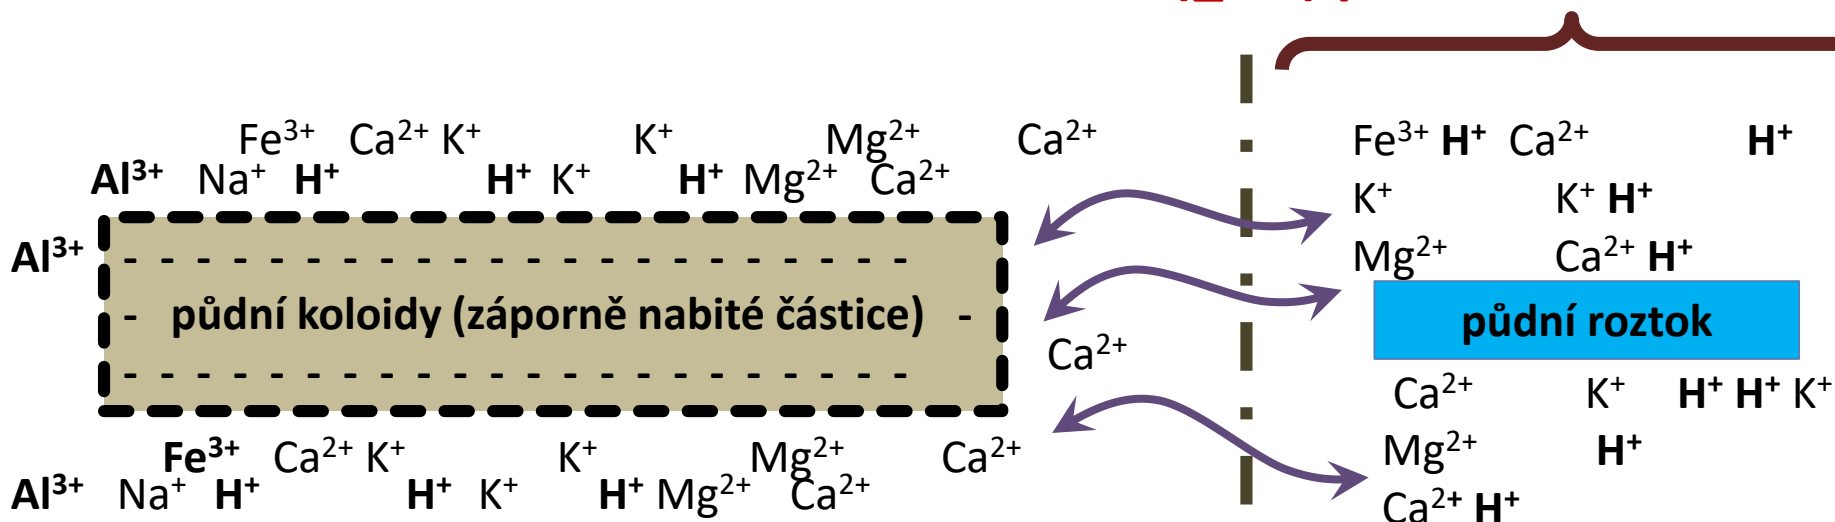 Fe³⁺ Ca²⁺ K⁺ K⁺ Mg²⁺ Ca²⁺ Fe³⁺ H⁺ Ca²⁺ H⁺
Al³⁺ Na⁺ H⁺ H⁺ K⁺ H⁺ Mg²⁺ Ca²⁺ K⁺ K⁺ H⁺
Al³⁺ - - - - - - - - - - - - - - - - - - - - - - Mg²⁺ Ca²⁺ H⁺
- půdní koloidy (záporně nabité částice) - půdní roztok
Ca²⁺
- - - - - - - - - - - - - - - - - - - - - - Ca²⁺ K⁺ H⁺ H⁺ K⁺
Fe³⁺ Ca²⁺ K⁺ K⁺ Mg²⁺ Ca²⁺ Mg²⁺ H⁺
Al³⁺ Na⁺ H⁺ H⁺ K⁺ H⁺ Mg²⁺ Ca²⁺ Ca²⁺ H⁺